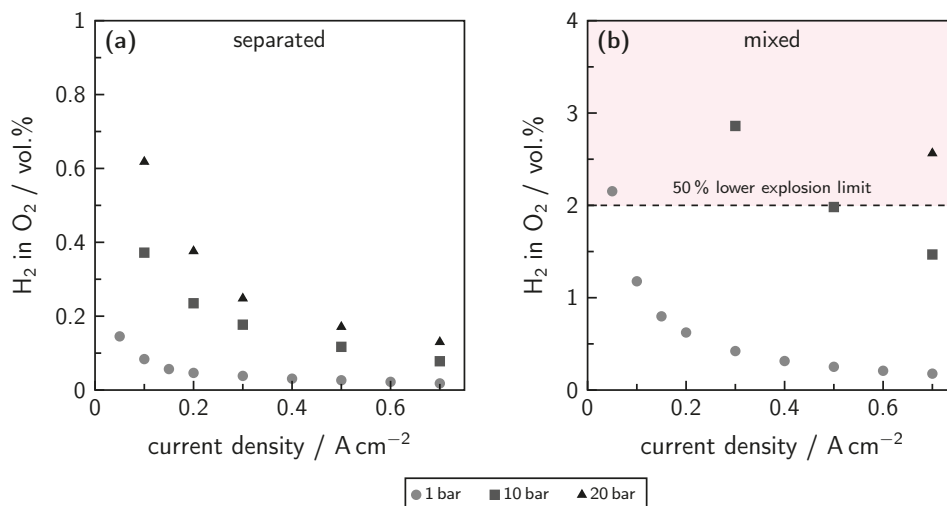 (a) separated
1
0.8
0.6
0.4
0.2
0
H₂ in O₂ / vol.%
0 0.2 0.4 0.6
current density / A cm⁻²
(b) mixed
4
3
2
1
0
H₂ in O₂ / vol.%
50 % lower explosion limit
0 0.2 0.4 0.6
current density / A cm⁻²
1 bar 10 bar 20 bar